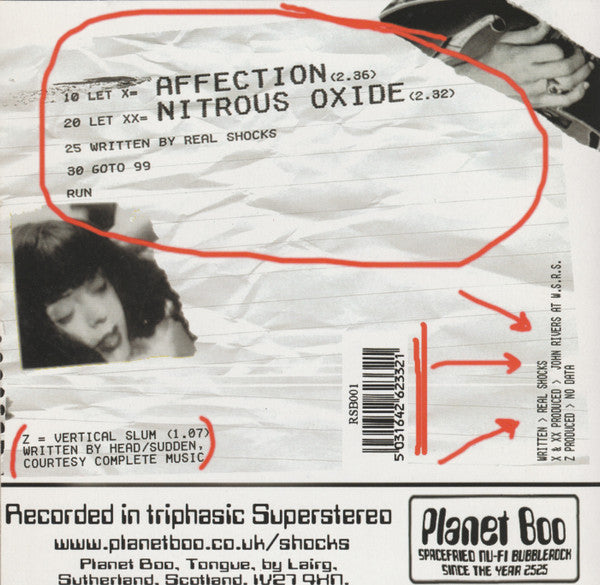 10 LET X= AFFECTION (2.36)
20 LET XX= NITROUS OXIDE (2.32)
25 WRITTEN BY REAL SHOCKS
30 GOTO 99
RUN
RSB001
5 031642 623321
WRITTEN > REAL SHOCKS
X & XX PRODUCED > JOHN RIVERS AT W.S.R.S.
Z PRODUCED > NO DATA
Z = VERTICAL SLUM (1.07)
WRITTEN BY HEAD/SUDDEN,
COURTESY COMPLETE MUSIC
Recorded in triphasic Superstereo
www.planetboo.co.uk/shocks
Planet Boo, Tongue, by Lairg,
Sutherland, Scotland, IV27 4HN.
Planet Boo
SPACEFRIED NU-FI BUBBLEROCK
SINCE THE YEAR 2525